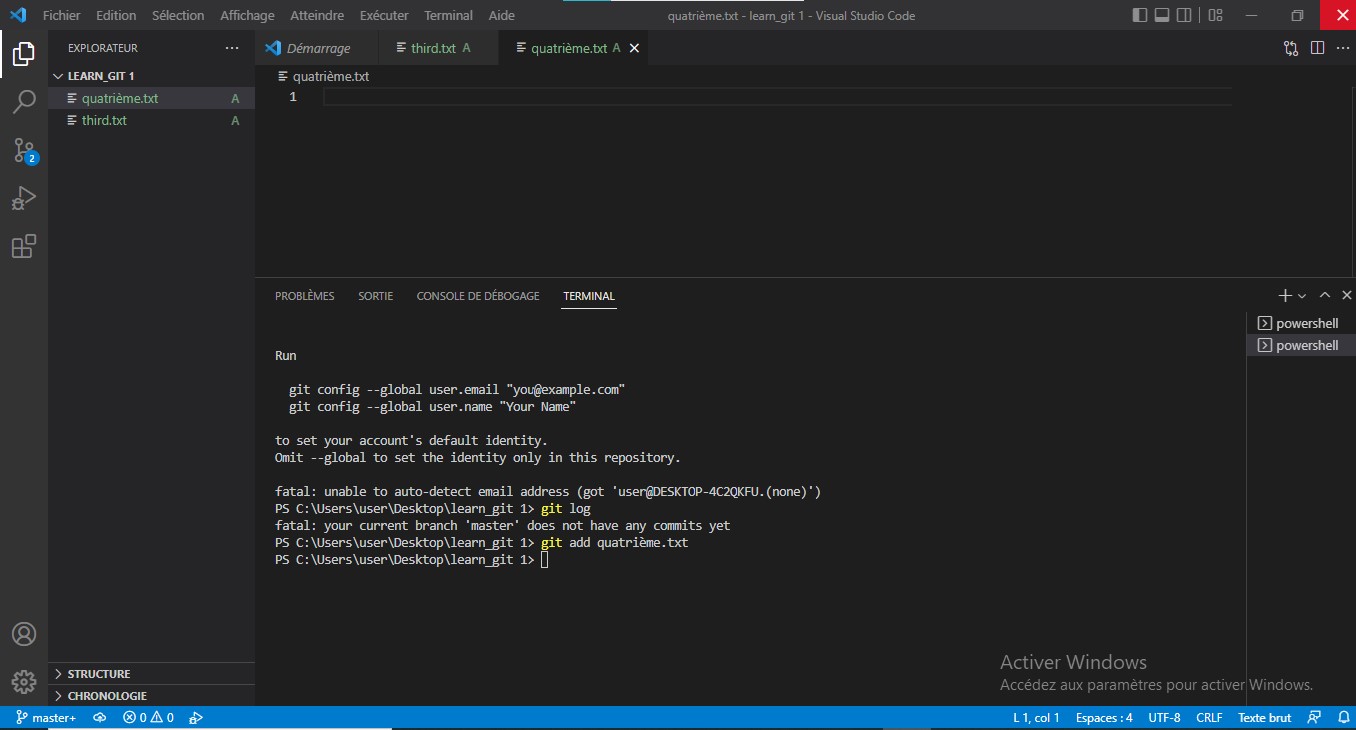 Fichier Edition Sélection Affichage Atteindre Exécuter Terminal Aide quatrième.txt - learn_git 1 - Visual Studio Code
EXPLORATEUR ···
Démarrage third.txt A quatrième.txt A
LEARN_GIT 1
quatrième.txt
quatrième.txt A
1
third.txt A
2
PROBLÈMES SORTIE CONSOLE DE DÉBOGAGE TERMINAL
powershell
powershell
Run
git config --global user.email "you@example.com"
git config --global user.name "Your Name"
to set your account's default identity.
Omit --global to set the identity only in this repository.
fatal: unable to auto-detect email address (got 'user@DESKTOP-4C2QKFU.(none)')
PS C:\Users\user\Desktop\learn_git 1> git log
fatal: your current branch 'master' does not have any commits yet
PS C:\Users\user\Desktop\learn_git 1> git add quatrième.txt
PS C:\Users\user\Desktop\learn_git 1>
Activer Windows
Accédez aux paramètres pour activer Windows.
STRUCTURE
CHRONOLOGIE
master+ 0 0 L 1, col 1 Espaces : 4 UTF-8 CRLF Texte brut